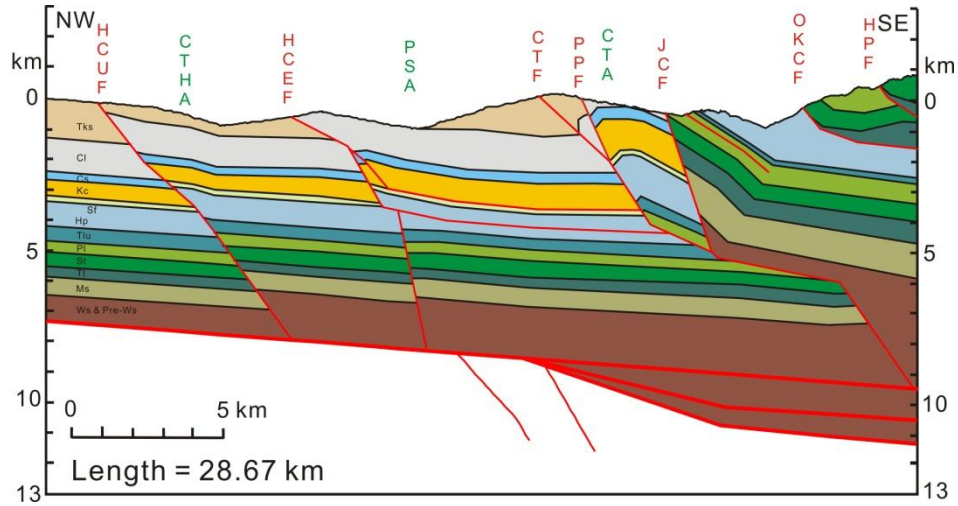 NW
SE
HCUF
CTHA
HCEF
PSA
CTF
PPF
CTA
JCF
OKCF
HPF
km
km
0
0
5
5
10
10
13
13
Tks
Cl
Cs
Kc
Sf
Hp
Tlu
Pl
St
Tl
Ms
Ws & Pre-Ws
0
5 km
Length = 28.67 km